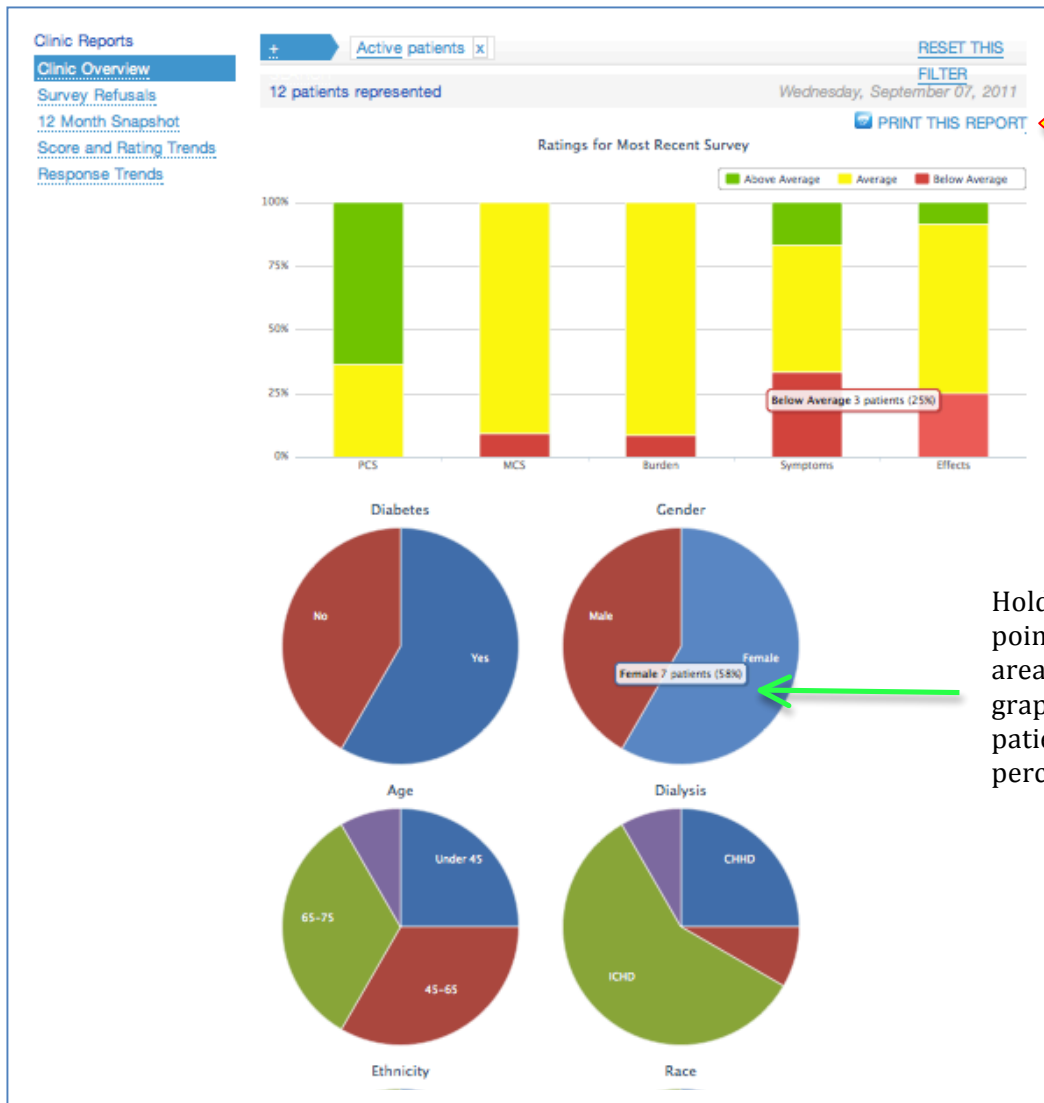 Clinic Reports
Clinic Overview
Survey Refusals
12 Month Snapshot
Score and Rating Trends
Response Trends
+
Active patients x
RESET THIS
FILTER
12 patients represented
Wednesday, September 07, 2011
PRINT THIS REPORT
Ratings for Most Recent Survey
Above Average Average Below Average
100%
75%
50%
25%
0%
Below Average 3 patients (25%)
PCS MCS Burden Symptoms Effects
Diabetes
No
Yes
Gender
Male
Female
Female 7 patients (58%)
Age
Under 45
65-75
45-65
Dialysis
CHHD
ICHD
Ethnicity
Race